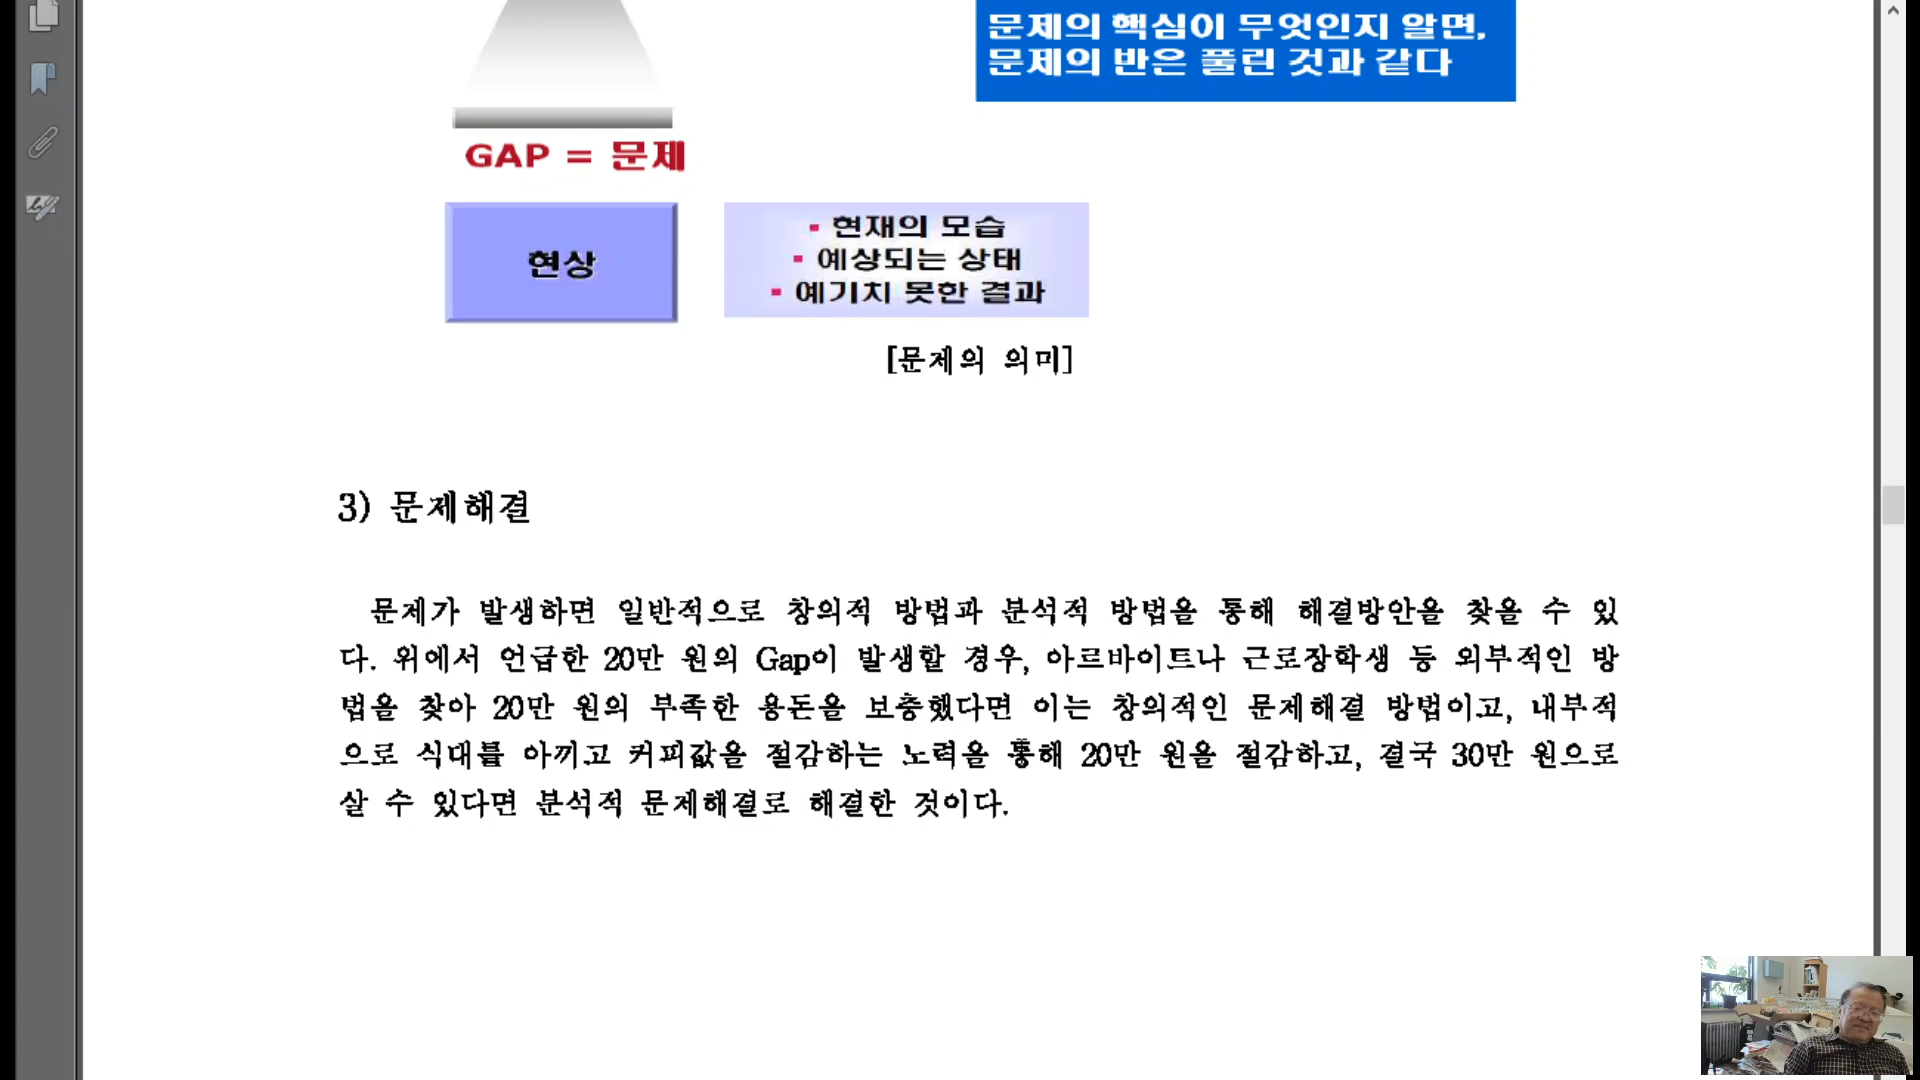 문제의 핵심이 무엇인지 알면,
문제의 반은 풀린 것과 같다
GAP = 문제
현상
▪ 현재의 모습
▪ 예상되는 상태
▪ 예기치 못한 결과
[문제의 의미]
3) 문제해결
문제가 발생하면 일반적으로 창의적 방법과 분석적 방법을 통해 해결방안을 찾을 수 있
다. 위에서 언급한 20만 원의 Gap이 발생할 경우, 아르바이트나 근로장학생 등 외부적인 방
법을 찾아 20만 원의 부족한 용돈을 보충했다면 이는 창의적인 문제해결 방법이고, 내부적
으로 식대를 아끼고 커피값을 절감하는 노력을 통해 20만 원을 절감하고, 결국 30만 원으로
살 수 있다면 분석적 문제해결로 해결한 것이다.